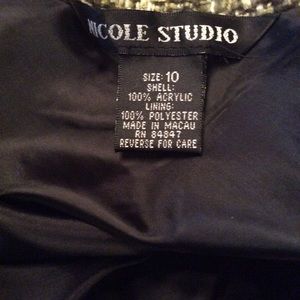 NICOLE STUDIO
SIZE: 10
SHELL:
100% ACRYLIC
LINING:
100% POLYESTER
MADE IN MACAU
RN 84847
REVERSE FOR CARE